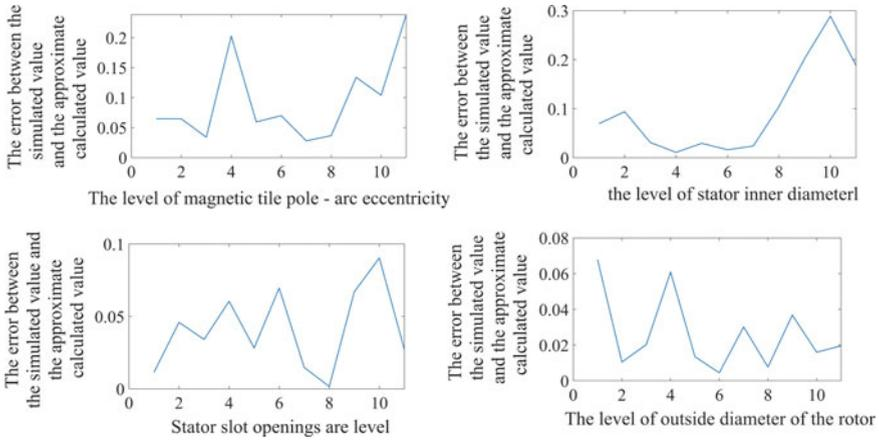 The error between the
simulated value
and the approximate
calculated value
0.2
0.15
0.1
0.05
0
0 2 4 6 8 10
The level of magnetic tile pole - arc eccentricity
The error between
the simulated value
and the approximate
calculated value
0.3
0.2
0.1
0
0 2 4 6 8 10
the level of stator inner diameterl
The error between
the simulated value and
the approximate
calculated value
0.1
0.05
0
0 2 4 6 8 10
Stator slot openings are level
The error between
the simulated value
and the approximate
calculated value
0.08
0.06
0.04
0.02
0
0 2 4 6 8 10
The level of outside diameter of the rotor